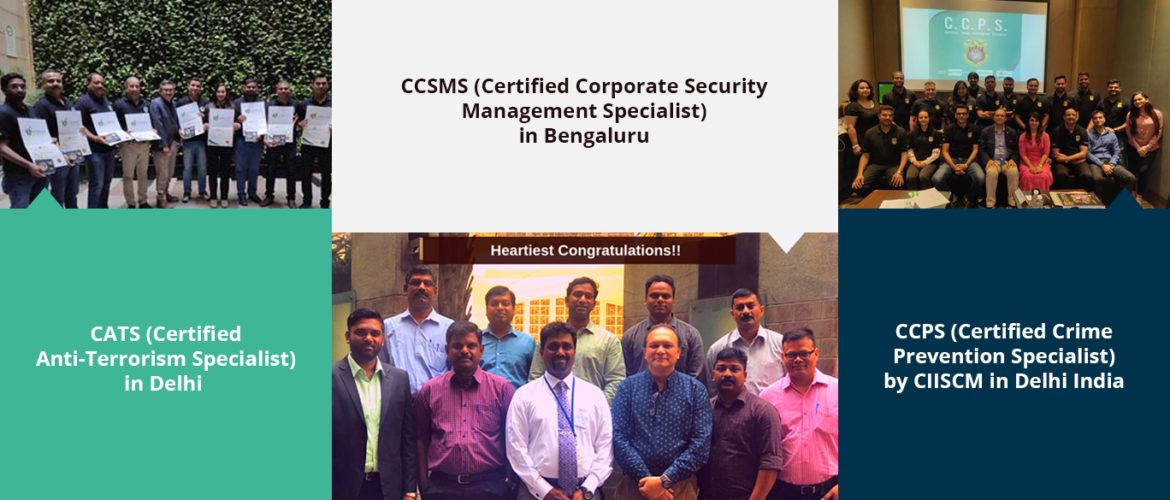 CCSMS (Certified Corporate Security
Management Specialist)
in Bengaluru
C.C.P.S.
Heartiest Congratulations!!
CATS (Certified
Anti-Terrorism Specialist)
in Delhi
CCPS (Certified Crime
Prevention Specialist)
by CIISCM in Delhi India